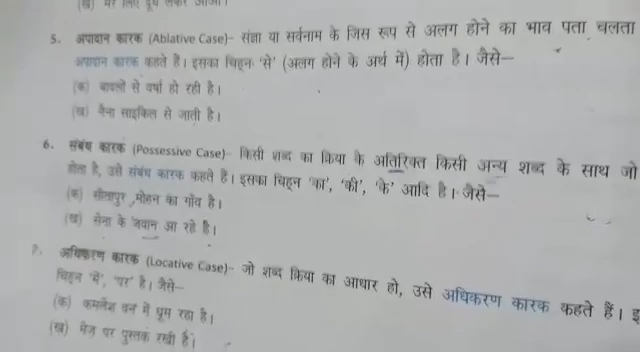 (ख) मेरे लिए दूध लेकर आओ।
5. अपादान कारक (Ablative Case)- संज्ञा या सर्वनाम के जिस रूप से अलग होने का भाव पता चलता
अपादान कारक कहते हैं। इसका चिह्न 'से' (अलग होने के अर्थ में) होता है। जैसे—
(क) बादलों से वर्षा हो रही है।
(ख) नैना साइकिल से जाती है।
6. संबंध कारक (Possessive Case)- किसी शब्द का क्रिया के अतिरिक्त किसी अन्य शब्द के साथ जो
होता है, उसे संबंध कारक कहते हैं। इसका चिह्न 'का', 'की', 'के' आदि है। जैसे—
(क) सीतापुर मोहन का गाँव है।
(ख) सेना के जवान आ रहे हैं।
7. अधिकरण कारक (Locative Case)- जो शब्द क्रिया का आधार हो, उसे अधिकरण कारक कहते हैं। इ
चिह्न 'में', 'पर' है। जैसे—
(क) कमलेश वन में घूम रहा है।
(ख) मेज़ पर पुस्तक रखी है।